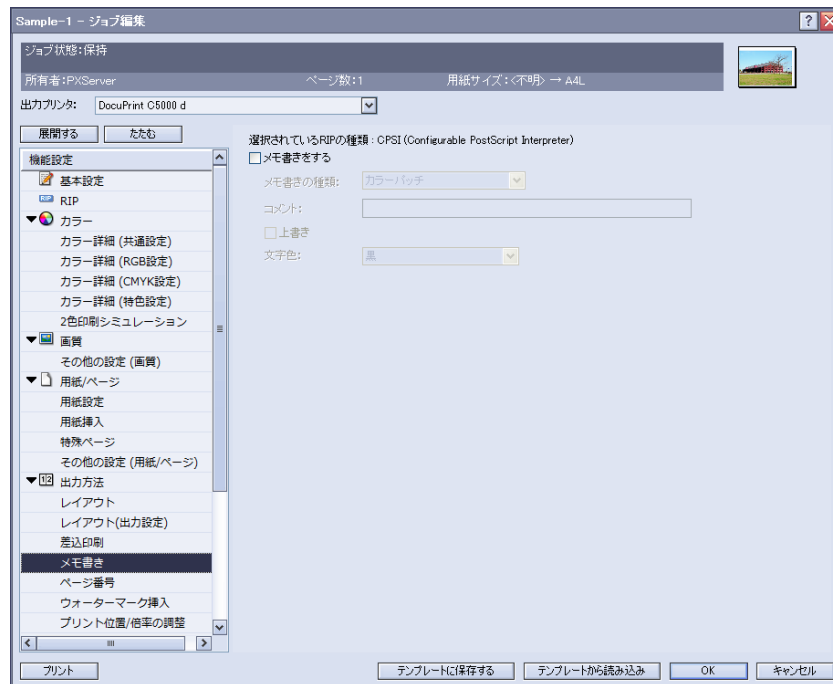 Sample-1 - ジョブ編集
ジョブ状態:保持
所有者:PXServer ページ数:1 用紙サイズ:<不明> → A4L
出力プリンタ: DocuPrint C5000 d
展開する たたむ
機能設定
基本設定
RIP RIP
カラー
カラー詳細 (共通設定)
カラー詳細 (RGB設定)
カラー詳細 (CMYK設定)
カラー詳細 (特色設定)
2色印刷シミュレーション
画質
その他の設定 (画質)
用紙/ページ
用紙設定
用紙挿入
特殊ページ
その他の設定 (用紙/ページ)
12 出力方法
レイアウト
レイアウト(出力設定)
差込印刷
メモ書き
ページ番号
ウォーターマーク挿入
プリント位置/倍率の調整
選択されているRIPの種類 : CPSI (Configurable PostScript Interpreter)
メモ書きをする
メモ書きの種類: カラーパッチ
コメント:
上書き
文字色: 黒
プリント テンプレートに保存する テンプレートから読み込み OK キャンセル